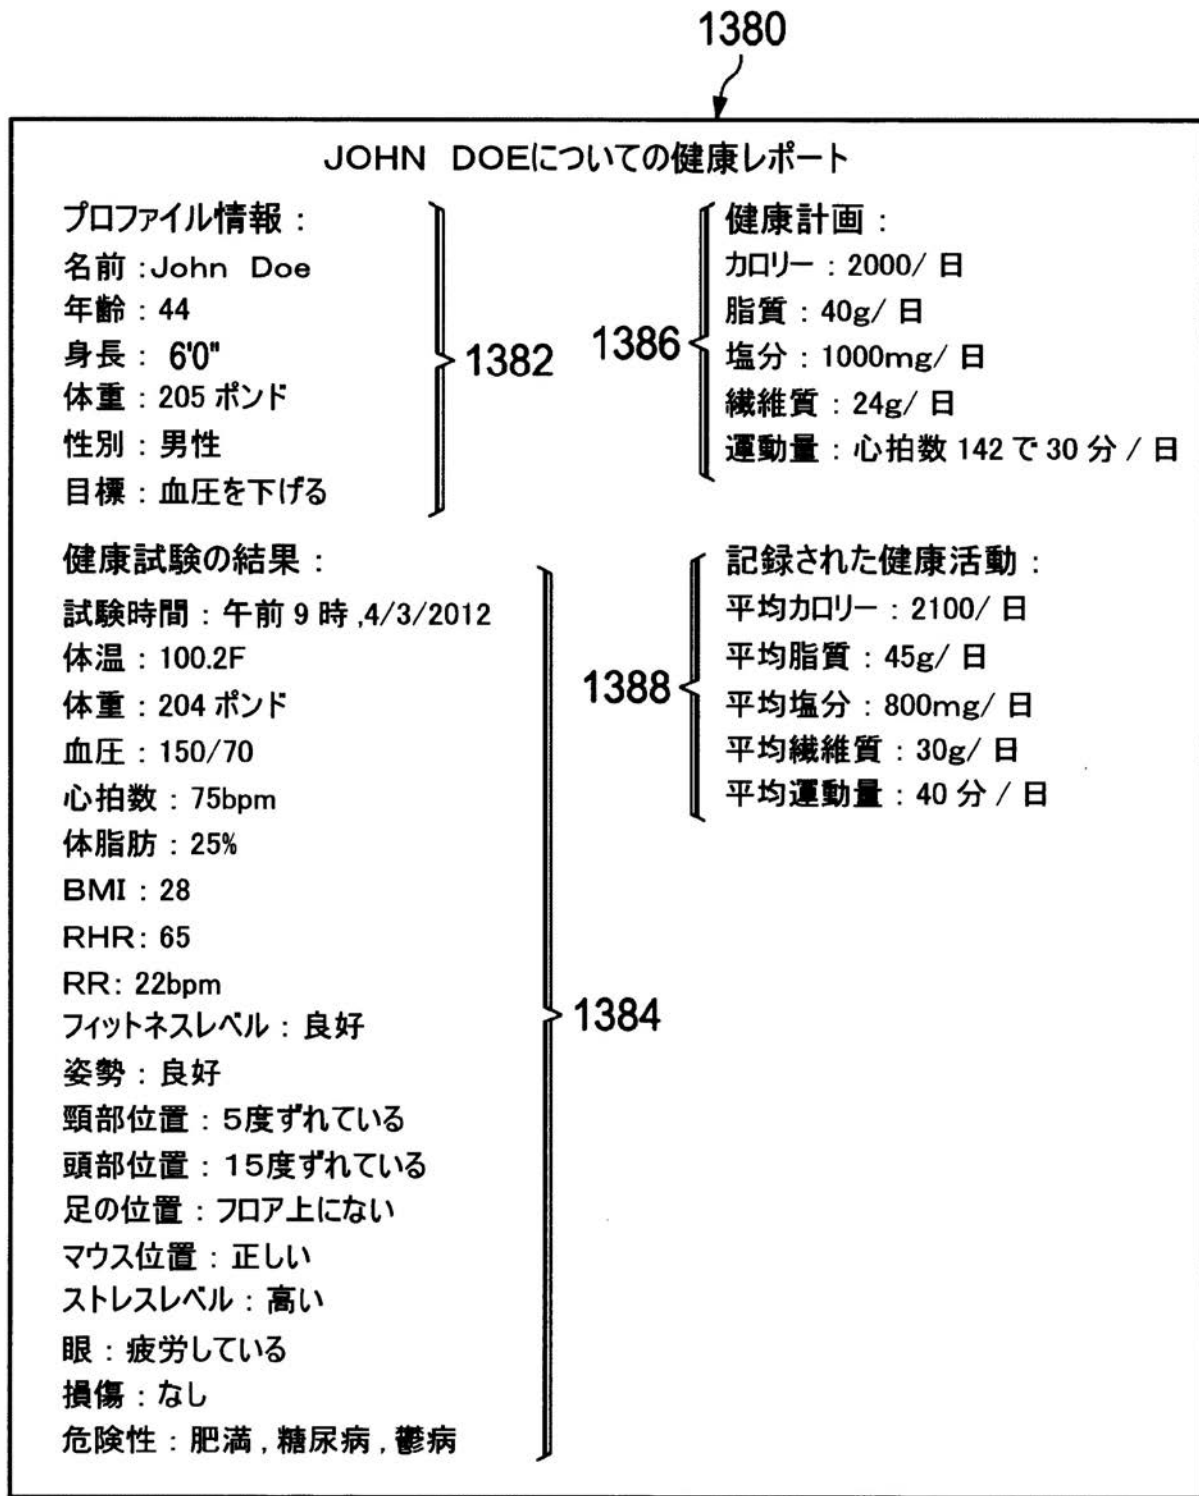 1380
JOHN DOEについての健康レポート
プロファイル情報：
名前：John Doe
年齢：44
身長： 6'0"
体重：205 ポンド
性別：男性
目標：血圧を下げる
1382
健康試験の結果：
試験時間：午前 9 時 ,4/3/2012
体温：100.2F
体重：204 ポンド
血圧：150/70
心拍数：75bpm
体脂肪：25%
BMI：28
RHR：65
RR：22bpm
フィットネスレベル：良好
姿勢：良好
頸部位置：5度ずれている
頭部位置：15度ずれている
足の位置：フロア上にない
マウス位置：正しい
ストレスレベル：高い
眼：疲労している
損傷：なし
危険性：肥満 , 糖尿病 , 鬱病
1384
1386
健康計画：
カロリー：2000/ 日
脂質：40g/ 日
塩分：1000mg/ 日
繊維質：24g/ 日
運動量：心拍数 142 で 30 分 / 日
1388
記録された健康活動：
平均カロリー：2100/ 日
平均脂質：45g/ 日
平均塩分：800mg/ 日
平均繊維質：30g/ 日
平均運動量：40 分 / 日